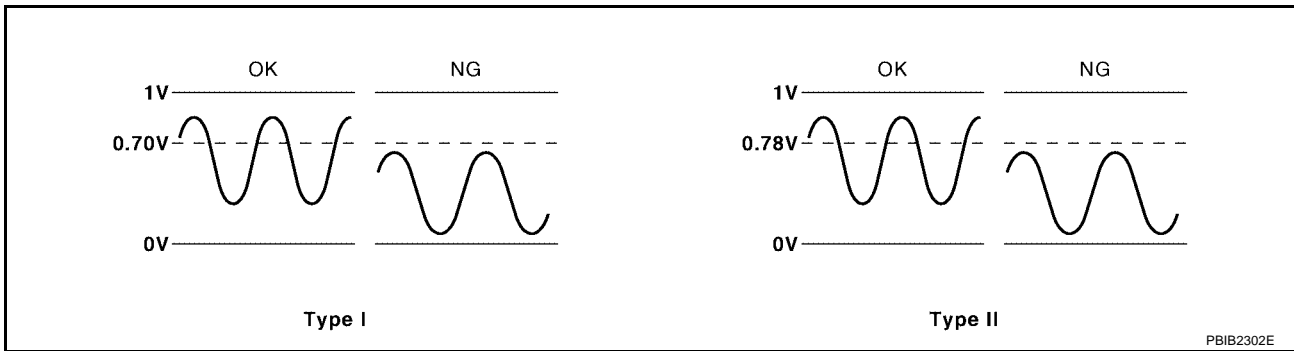 OK NG OK NG
1V 1V
0.70V 0.78V
0V 0V
Type I Type II
PBIB2302E